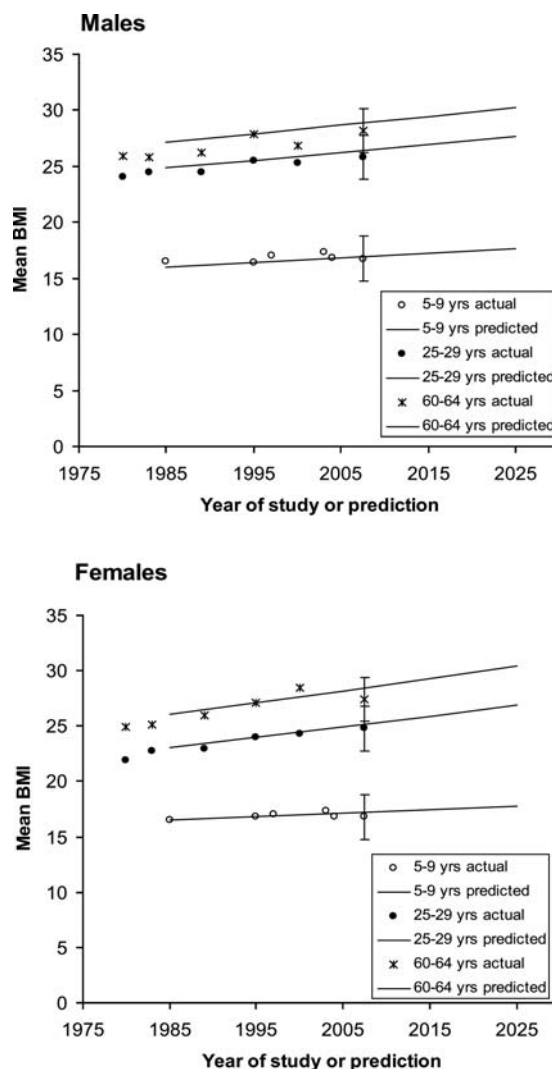 Males
35
30
25
20
15
10
5
0
Mean BMI
1975 1985 1995 2005 2015 2025
Year of study or prediction
5-9 yrs actual
5-9 yrs predicted
25-29 yrs actual
25-29 yrs predicted
60-64 yrs actual
60-64 yrs predicted
Females
35
30
25
20
15
10
5
0
Mean BMI
1975 1985 1995 2005 2015 2025
Year of study or prediction
5-9 yrs actual
5-9 yrs predicted
25-29 yrs actual
25-29 yrs predicted
60-64 yrs actual
60-64 yrs predicted